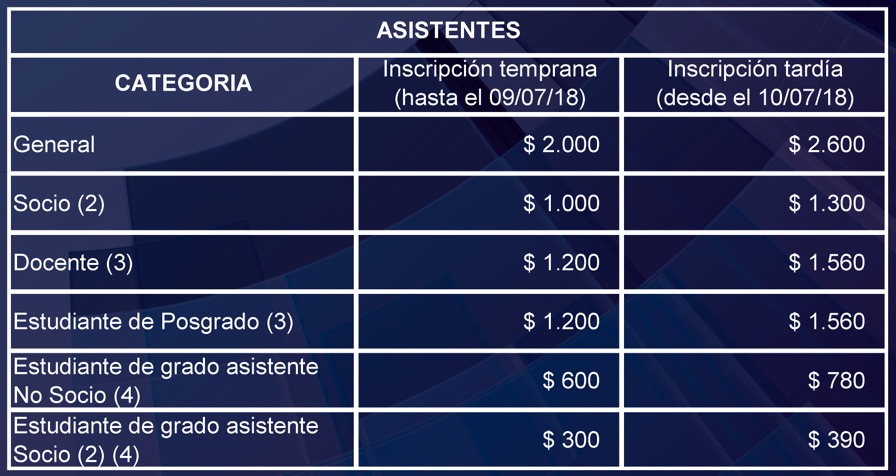 ASISTENTES
CATEGORIA
Inscripción temprana
(hasta el 09/07/18)
Inscripción tardía
(desde el 10/07/18)
General
$ 2.000
$ 2.600
Socio (2)
$ 1.000
$ 1.300
Docente (3)
$ 1.200
$ 1.560
Estudiante de Posgrado (3)
$ 1.200
$ 1.560
Estudiante de grado asistente
No Socio (4)
$ 600
$ 780
Estudiante de grado asistente
Socio (2) (4)
$ 300
$ 390